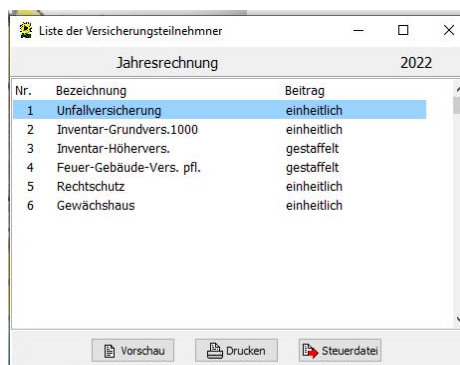 Liste der Versicherungsteilnehmner
Jahresrechnung 2022
Nr. Bezeichnung Beitrag
1 Unfallversicherung einheitlich
2 Inventar-Grundvers.1000 einheitlich
3 Inventar-Höhervers. gestaffelt
4 Feuer-Gebäude-Vers. pfl. gestaffelt
5 Rechtschutz einheitlich
6 Gewächshaus einheitlich
Vorschau Drucken Steuerdatei